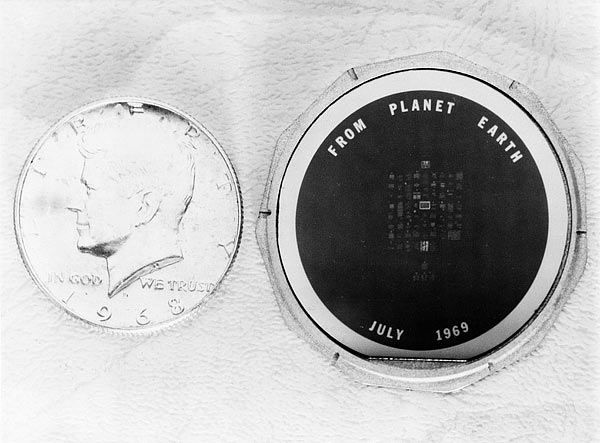 LIBERTY
IN GOD WE TRUST
1968
FROM PLANET EARTH
JULY 1969